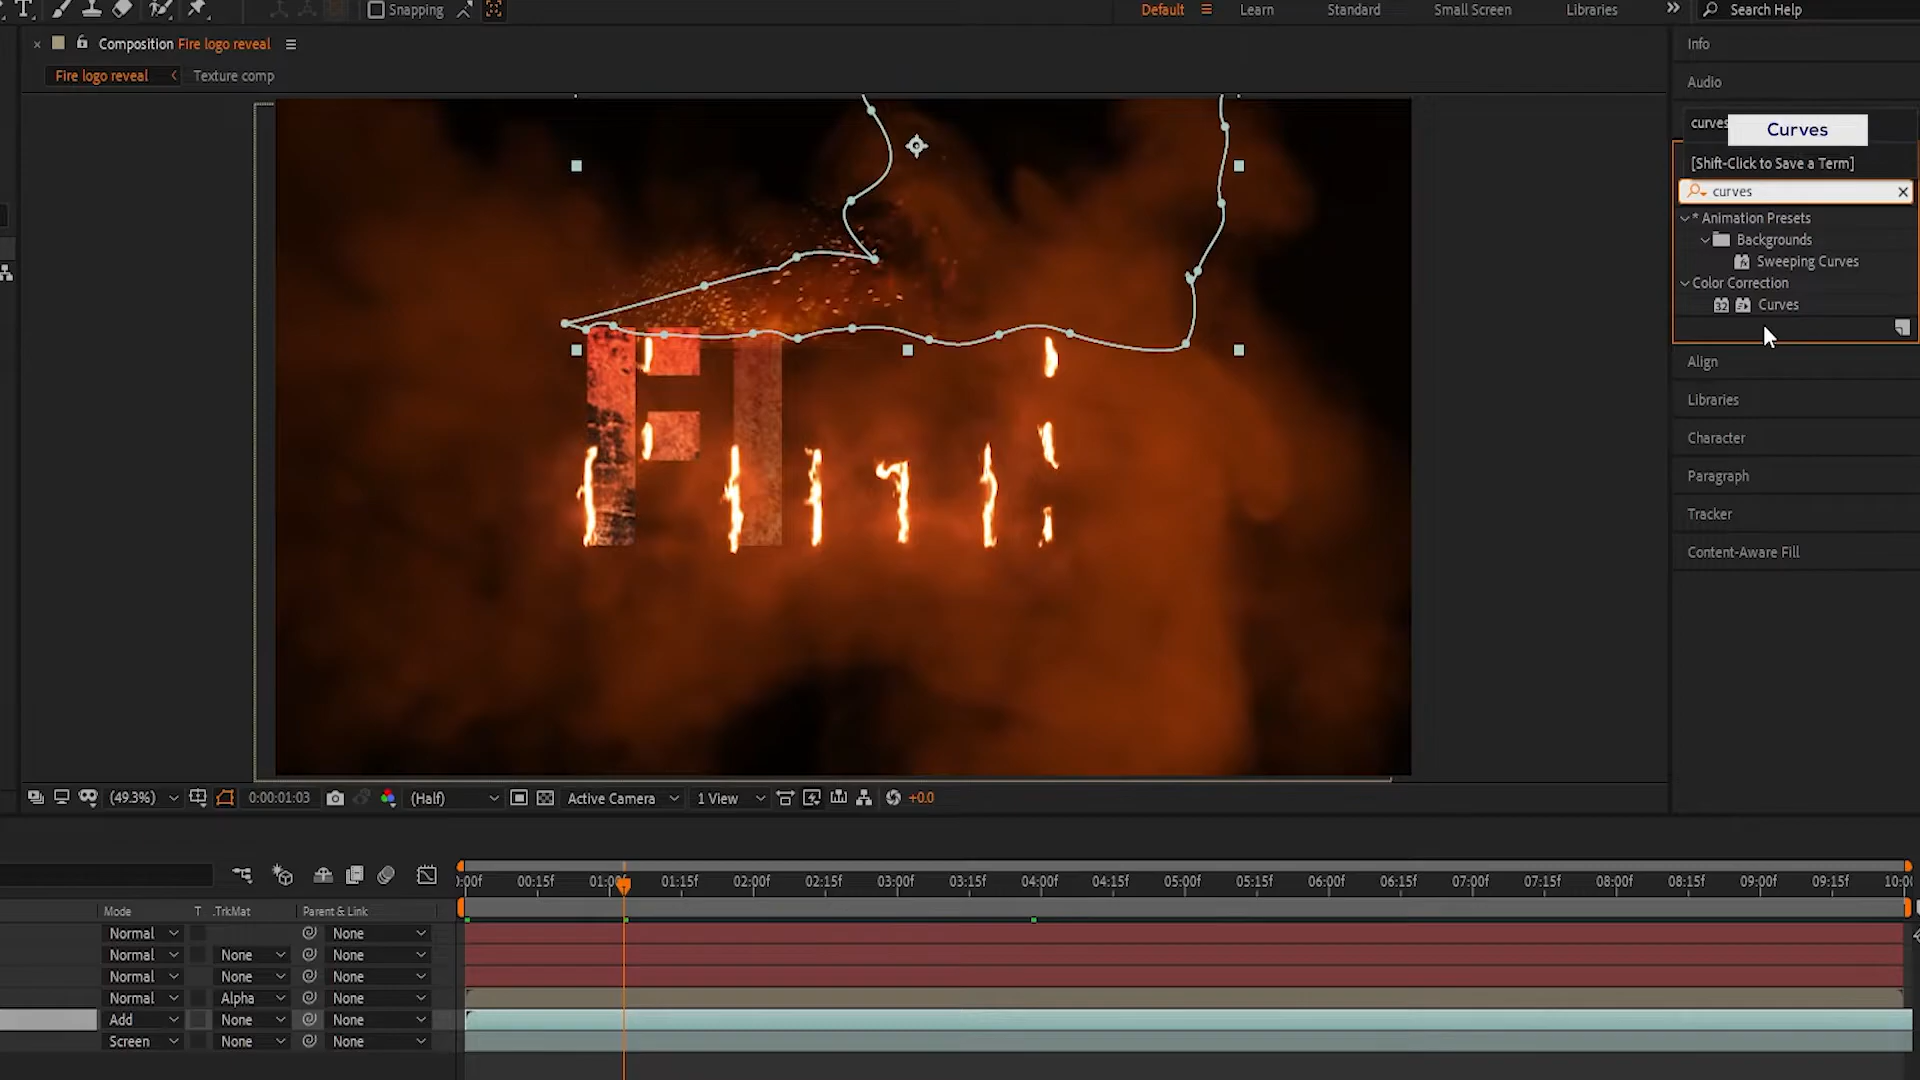 Snapping
Default
Learn
Standard
Small Screen
Libraries
Search Help
Composition Fire logo reveal
Fire logo reveal
Texture comp
Info
Audio
curves
Curves
[Shift-Click to Save a Term]
curves
* Animation Presets
Backgrounds
Sweeping Curves
Color Correction
32 Curves
Align
Libraries
Character
Paragraph
Tracker
Content-Aware Fill
(49.3%)
0:00:01:03
(Half)
Active Camera
1 View
+0.0
:00f 00:15f 01:00f 01:15f 02:00f 02:15f 03:00f 03:15f 04:00f 04:15f 05:00f 05:15f 06:00f 06:15f 07:00f 07:15f 08:00f 08:15f 09:00f 09:15f 10:0
Mode T .TrkMat Parent & Link
Normal None
Normal None None
Normal None None
Normal Alpha None
Add None None
Screen None None